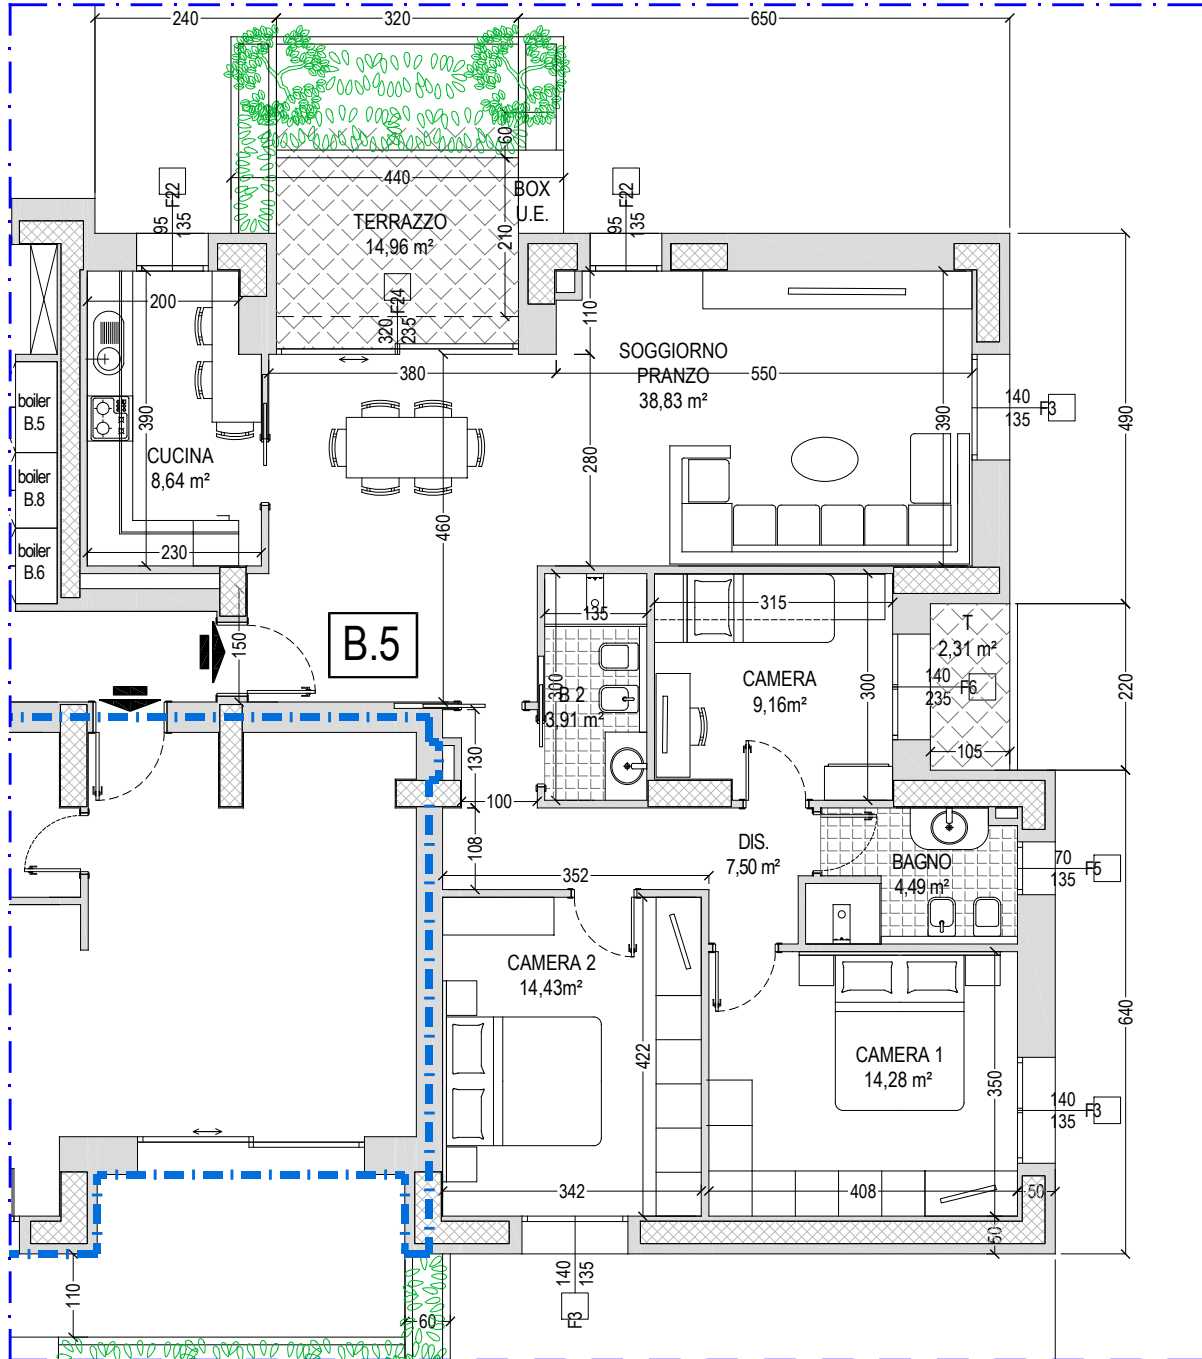 240
320
650
60
440
BOX
U.E.
TERRAZZO
14,96 m²
210
95
F22
135
95
F22
135
320
F24
235
110
200
380
550
SOGGIORNO
PRANZO
38,83 m²
140
135
F3
490
390
390
boiler
B.5
boiler
B.8
boiler
B.6
CUCINA
8,64 m²
280
460
230
150
B.5
135
315
300
300
B 2
3,91 m²
CAMERA
9,16m²
T
2,31 m²
140
235
F6
105
220
130
100
108
352
DIS.
7,50 m²
BAGNO
4,49 m²
70
135
F5
CAMERA 2
14,43m²
422
CAMERA 1
14,28 m²
350
140
135
F3
640
342
408
50
50
140
135
F3
110
60